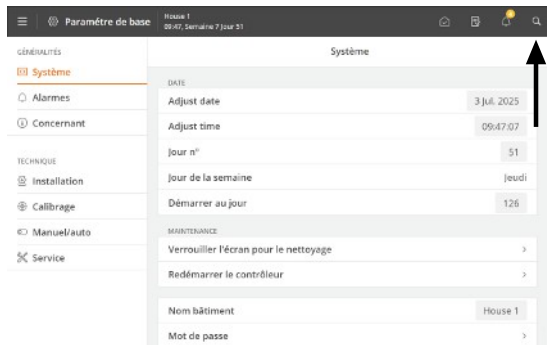 Paramétre de base
House 1
09:47, Semaine 7 Jour 51
GÉNÉRALITÉS
Système
Alarmes
Concernant
TECHNIQUE
Installation
Calibrage
Manuel/auto
Service
Système
DATE
Adjust date 3 Jul. 2025
Adjust time 09:47:07
Jour n° 51
Jour de la semaine Jeudi
Démarrer au jour 126
MAINTENANCE
Verrouiller l'écran pour le nettoyage
Redémarrer le contrôleur
Nom bâtiment House 1
Mot de passe